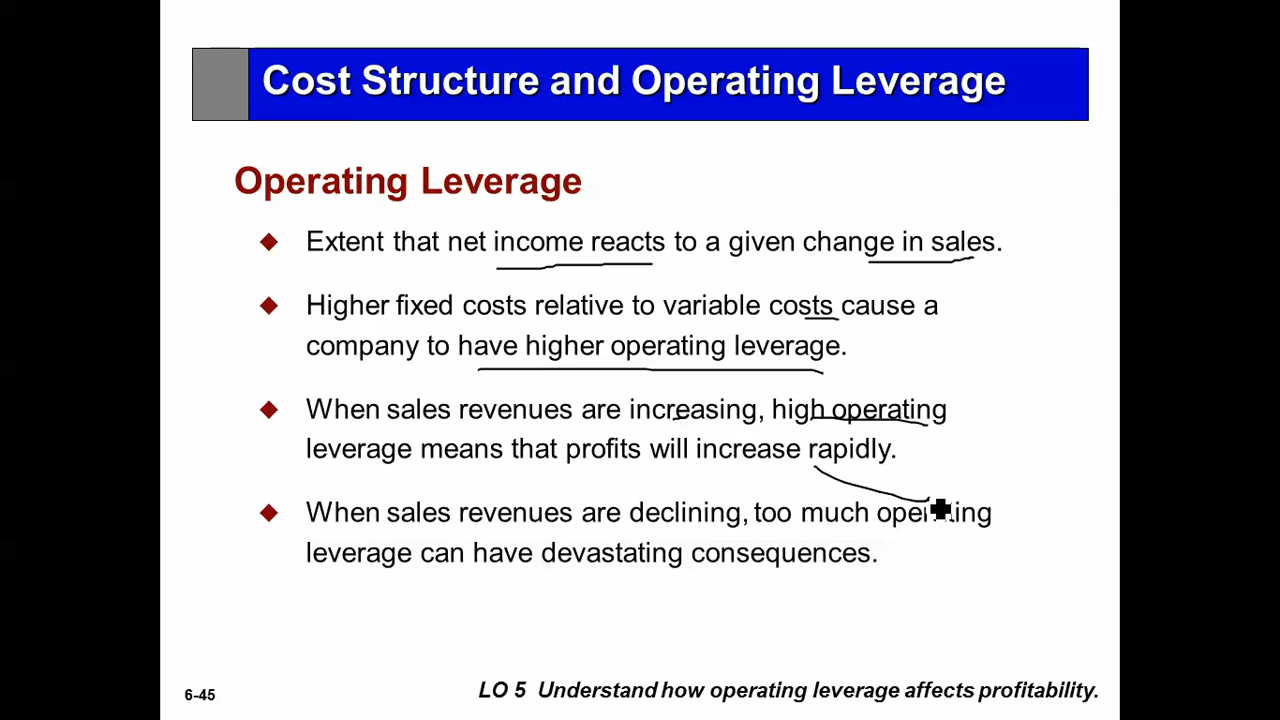 Cost Structure and Operating Leverage
Operating Leverage
Extent that net income reacts to a given change in sales.
Higher fixed costs relative to variable costs cause a
company to have higher operating leverage.
When sales revenues are increasing, high operating
leverage means that profits will increase rapidly.
When sales revenues are declining, too much operating
leverage can have devastating consequences.
6-45
LO 5 Understand how operating leverage affects profitability.